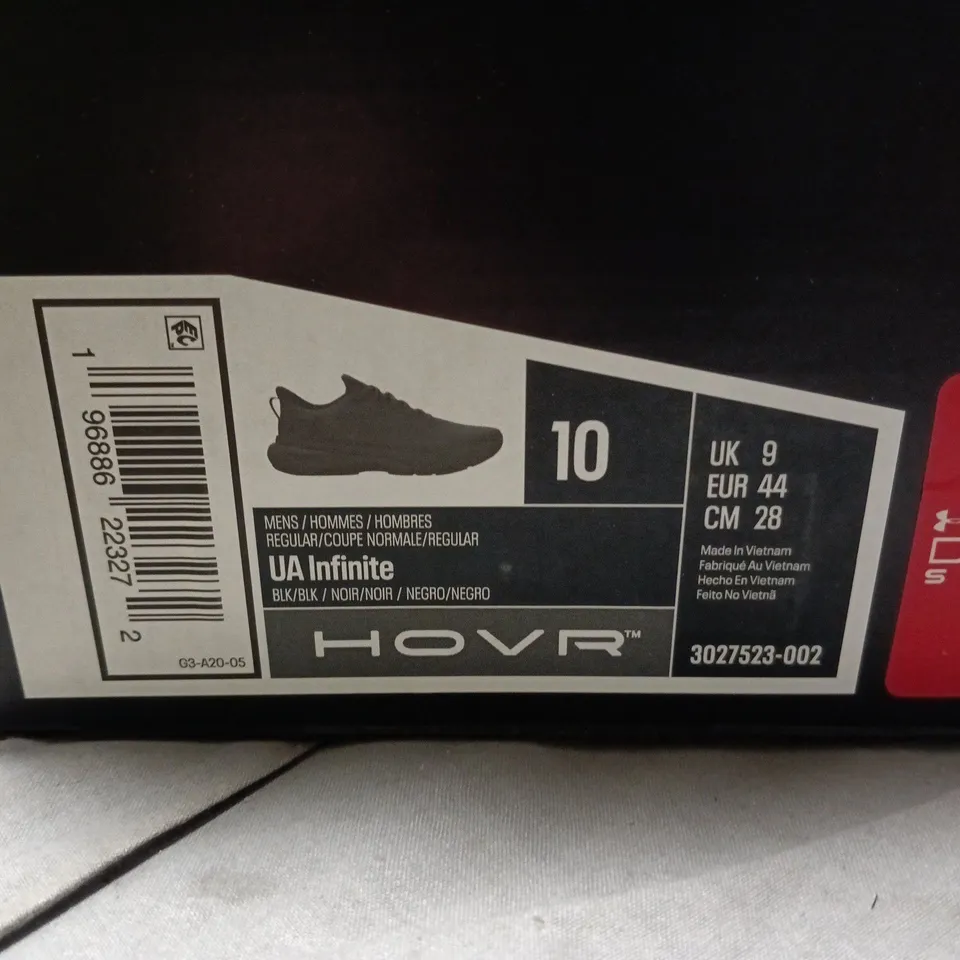 1 96886 22327 2
G3-A20-05
10
MENS / HOMMES / HOMBRES
REGULAR/COUPE NORMALE/REGULAR
UA Infinite
BLK/BLK / NOIR/NOIR / NEGRO/NEGRO
HOVR™
UK 9
EUR 44
CM 28
Made In Vietnam
Fabriqué Au Vietnam
Hecho En Vietnam
Feito No Vietnã
3027523-002